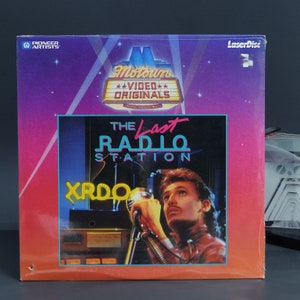 PIONEER
ARTISTS
LaserDisc
M
Motown
VIDEO
ORIGINALS
THE Last
RADIO
STATION
XRDO